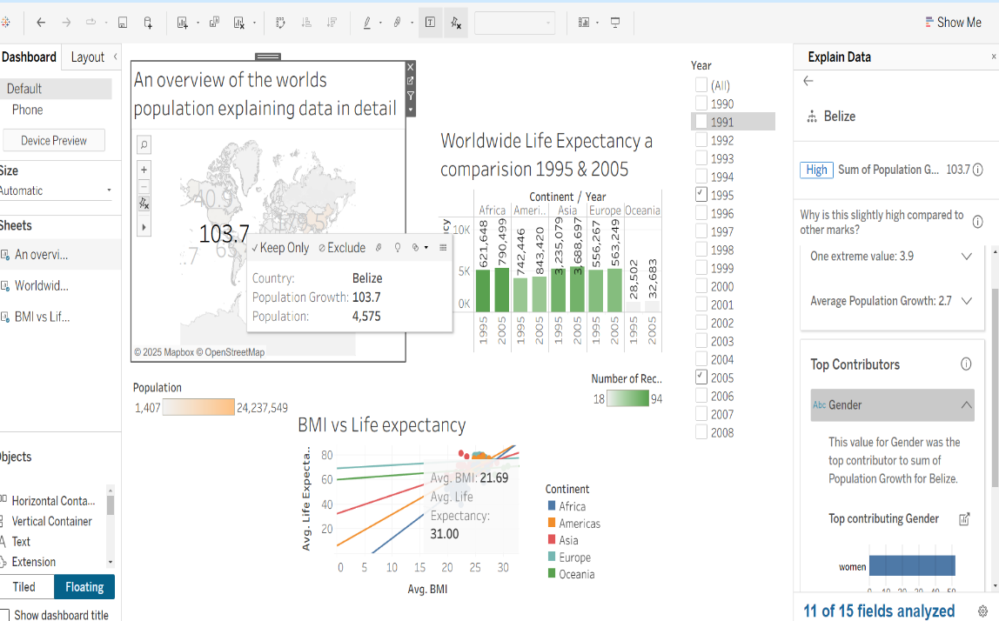 Show Me
Dashboard
Layout
Default
Phone
Device Preview
Size
Automatic
Sheets
An overvi...
Worldwid...
BMI vs Lif...
Objects
Horizontal Conta...
Vertical Container
Text
Extension
Tiled
Floating
Show dashboard title
An overview of the worlds
population explaining data in detail
103.7
Keep Only
Exclude
Country: Belize
Population Growth: 103.7
Population: 4,575
© 2025 Mapbox © OpenStreetMap
Population
1,407
24,237,549
Worldwide Life Expectancy a
comparision 1995 & 2005
Continent / Year
Africa
Ameri..
Asia
Europe
Oceania
10K
5K
0K
621,648
790,499
742,446
843,420
3,235,079
3,688,697
556,267
563,249
28,502
32,683
1995
2005
1995
2005
1995
2005
1995
2005
1995
2005
Number of Rec..
18
94
BMI vs Life expectancy
Avg. Life Expecta..
80
60
40
20
Avg. BMI: 21.69
Avg. Life
Expectancy:
31.00
0 5 10 15 20 25 30
Avg. BMI
Continent
Africa
Americas
Asia
Europe
Oceania
Year
(All)
1990
1991
1992
1993
1994
1995
1996
1997
1998
1999
2000
2001
2002
2003
2004
2005
2006
2007
2008
Explain Data
Belize
High
Sum of Population G...
103.7
Why is this slightly high compared to
other marks?
One extreme value: 3.9
Average Population Growth: 2.7
Top Contributors
Abc Gender
This value for Gender was the
top contributor to sum of
Population Growth for Belize.
Top contributing Gender
women
0 10 20 30 40 50
11 of 15 fields analyzed